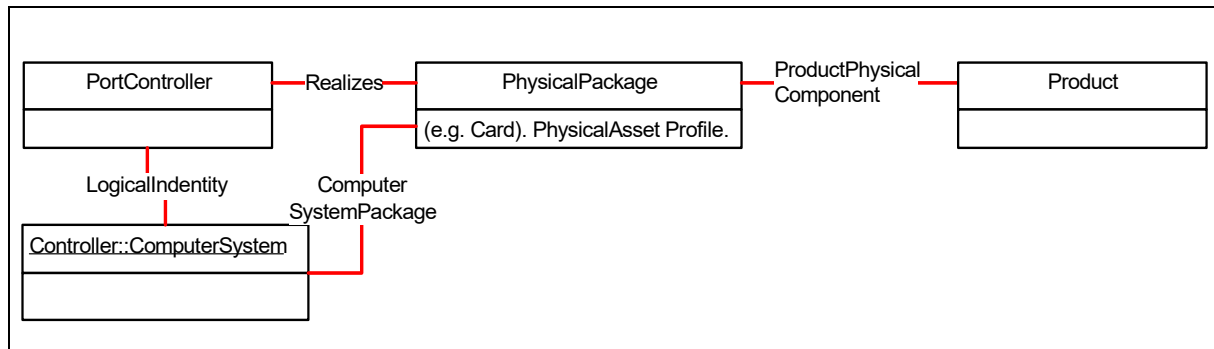 PortController
Realizes
PhysicalPackage
ProductPhysical
Component
Product
(e.g. Card). PhysicalAsset Profile.
LogicalIndentity
Computer
SystemPackage
Controller::ComputerSystem